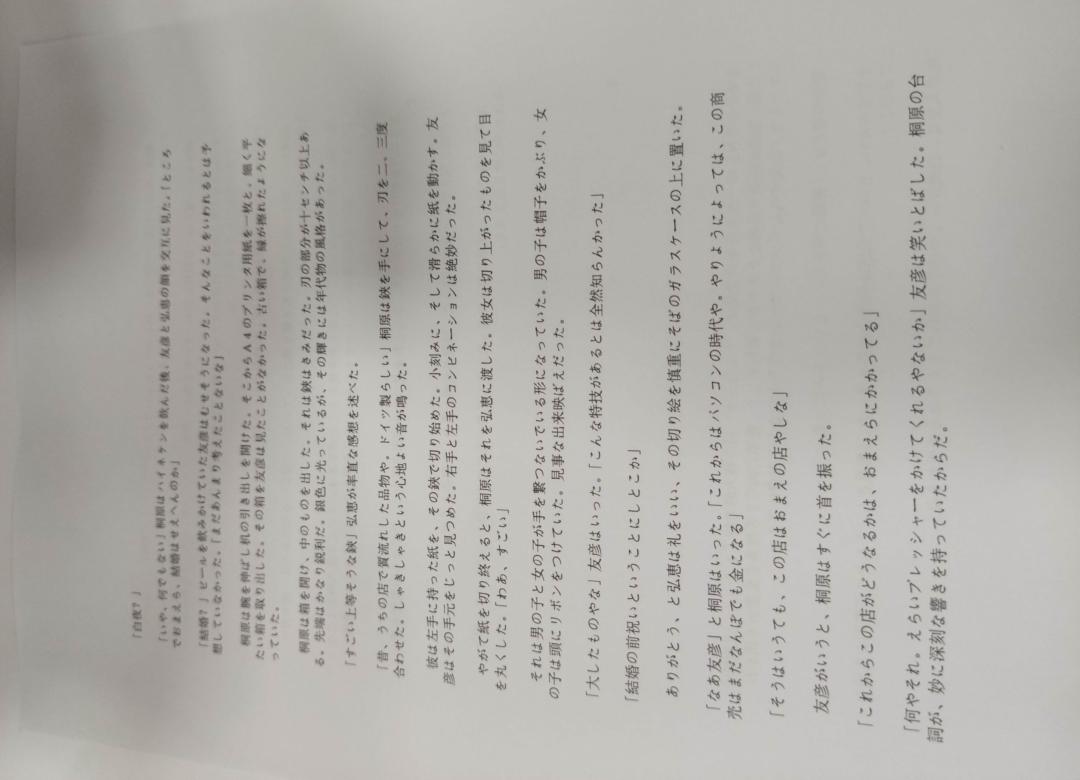 「白夜？」
「いや、何でもない」桐原はハイネケンを飲んだ後、友彦と弘恵の顔を交互に見た。「ところ
でおまえら、結婚はせえへんのか」
「結婚？」ビールを飲みかけていた友彦はむせそうになった。そんなことをいわれるとは予
想していなかった。「まだあんまり考えたことないな」
桐原は腕を伸ばし机の引き出しを開けた。そこからＡ４のプリンタ用紙を一枚と、細く平
たい箱を取り出した。その箱を友彦は見たことがなかった。古い箱で、縁が擦れたようにな
っていた。
桐原は箱を開け、中のものを出した。それは鋏はさみだった。刃の部分が十センチ以上あ
る。先端はかなり鋭利だ。銀色に光っているが、その輝きには年代物の風格があった。
「すごい上等そうな鋏」弘恵が率直な感想を述べた。
「昔、うちの店で質流れした品物や。ドイツ製らしい」桐原は鋏を手にして、刃を二、三度
合わせた。しゃきしゃきという心地よい音が鳴った。
彼は左手に持った紙を、その鋏で切り始めた。小刻みに、そして滑らかに紙を動かす。友
彦はその手元をじっと見つめた。右手と左手のコンビネーションは絶妙だった。
やがて紙を切り終えると、桐原はそれを弘恵に渡した。彼女は切り上がったものを見て目
を丸くした。「わあ、すごい」
それは男の子と女の子が手を繋つないでいる形になっていた。男の子は帽子をかぶり、女
の子は頭にリボンをつけていた。見事な出来映ばえだった。
「大したものやな」友彦はいった。「こんな特技があるとは全然知らんかった」
「結婚の前祝いということにしとこか」
ありがとう、と弘恵は礼をいい、その切り絵を慎重にそばのガラスケースの上に置いた。
「なあ友彦」と桐原はいった。「これからはパソコンの時代や。やりようによっては、この商
売はまだなんぼでも金になる」
「そうはいうても、この店はおまえの店やしな」
友彦がいうと、桐原はすぐに首を振った。
「これからこの店がどうなるかは、おまえらにかかってる」
「何やそれ。えらいプレッシャーをかけてくれるやないか」友彦は笑いとばした。桐原の台
詞が、妙に深刻な響きを持っていたからだ。